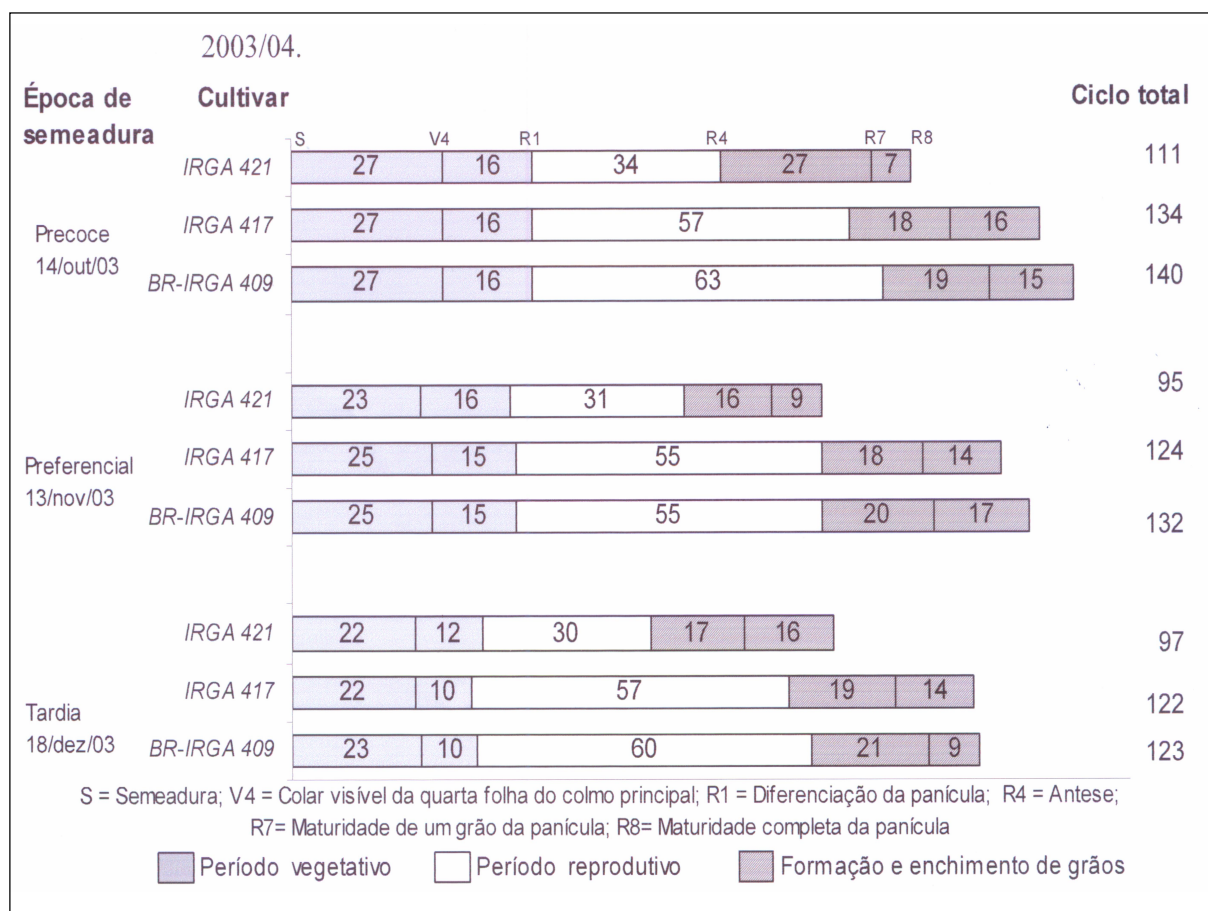 2003/04.
Época de semeadura Cultivar Ciclo total
S V4 R1 R4 R7 R8
IRGA 421 27 16 34 27 7 111
IRGA 417 27 16 57 18 16 134
Precoce
14/out/03
BR-IRGA 409 27 16 63 19 15 140
IRGA 421 23 16 31 16 9 95
IRGA 417 25 15 55 18 14 124
Preferencial
13/nov/03
BR-IRGA 409 25 15 55 20 17 132
IRGA 421 22 12 30 17 16 97
IRGA 417 22 10 57 19 14 122
Tardia
18/dez/03
BR-IRGA 409 23 10 60 21 9 123
S = Semeadura; V4 = Colar visível da quarta folha do colmo principal; R1 = Diferenciação da panícula; R4 = Antese;
R7= Maturidade de um grão da panícula; R8= Maturidade completa da panícula
Período vegetativo Período reprodutivo Formação e enchimento de grãos